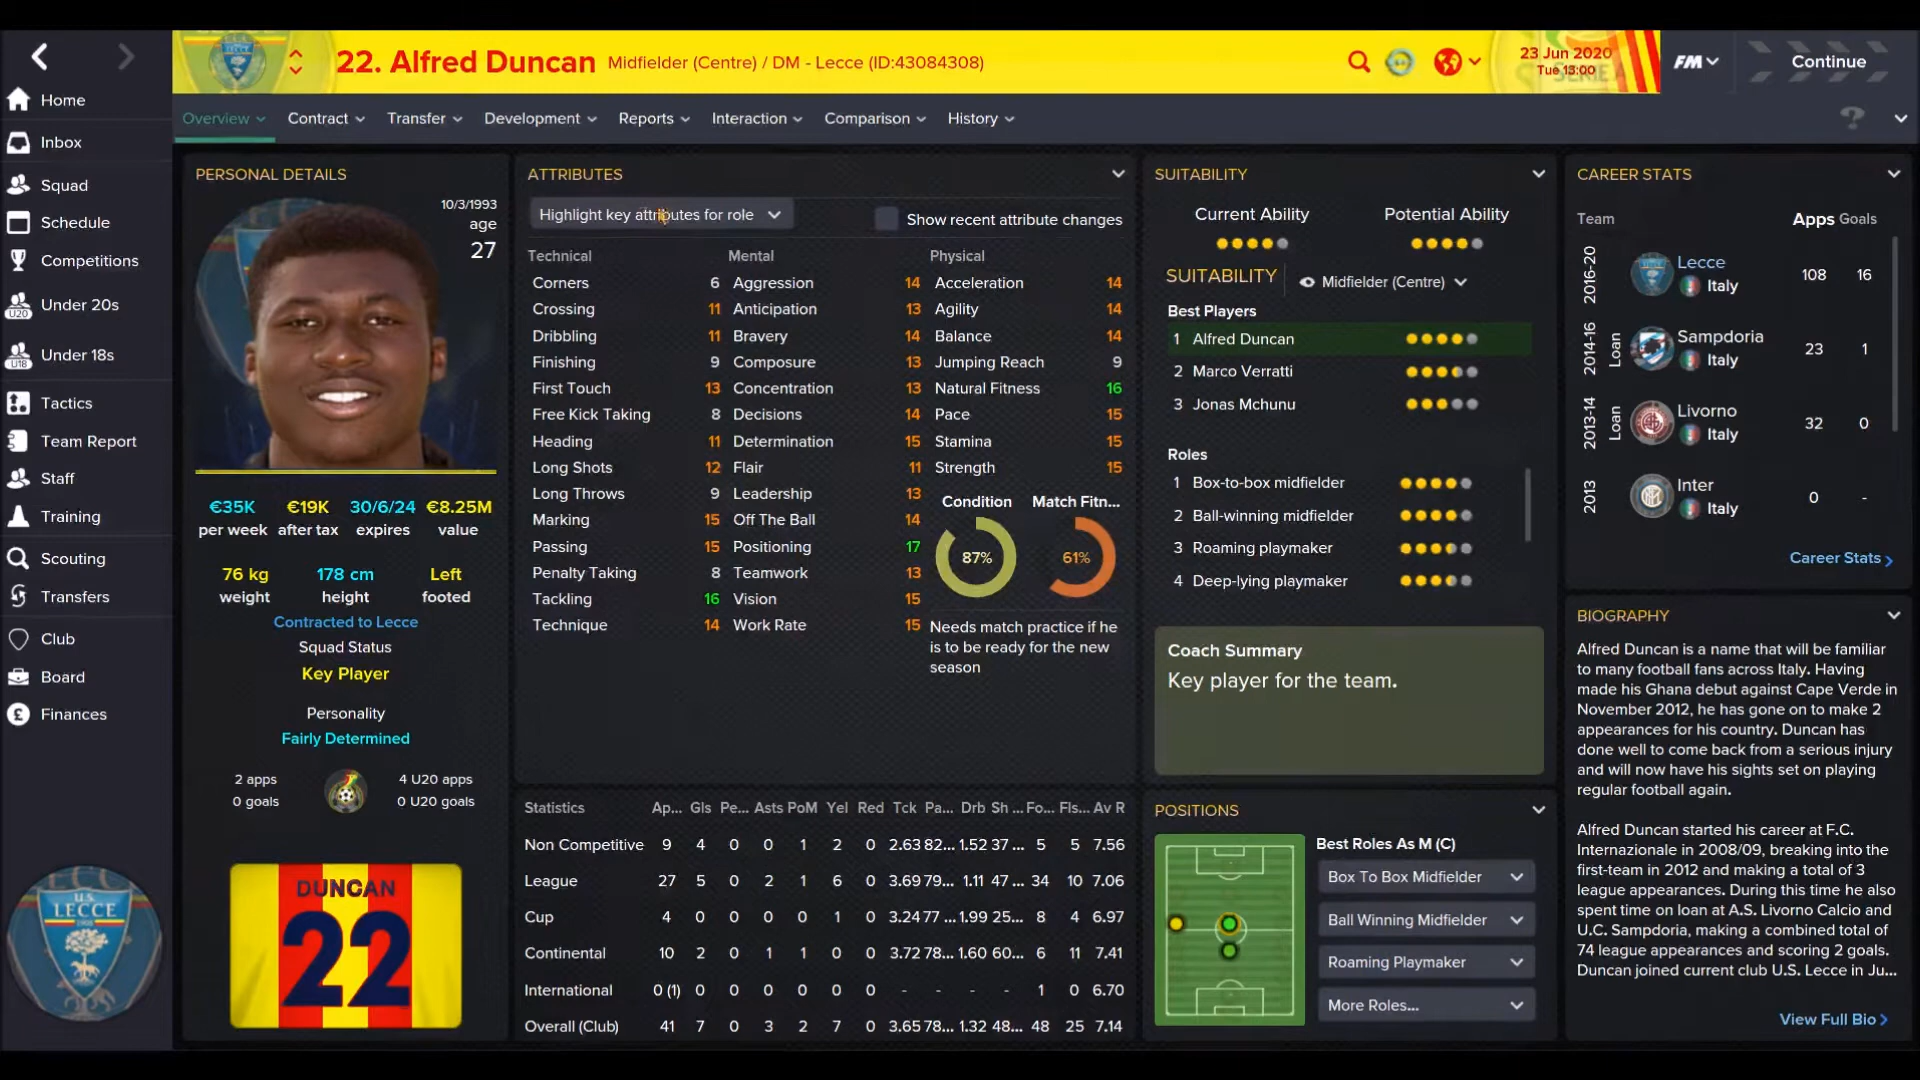 22. Alfred Duncan Midfielder (Centre) / DM - Lecce (ID:43084308)
23 Jun 2020
Tue 13:00
FM
Continue
Home
Inbox
Squad
Schedule
Competitions
Under 20s
Under 18s
Tactics
Team Report
Staff
Training
Scouting
Transfers
Club
Board
Finances
Overview Contract Transfer Development Reports Interaction Comparison History
PERSONAL DETAILS
10/3/1993
age
27
€35K €19K 30/6/24 €8.25M
per week after tax expires value
76 kg 178 cm Left
weight height footed
Contracted to Lecce
Squad Status
Key Player
Personality
Fairly Determined
2 apps 4 U20 apps
0 goals 0 U20 goals
DUNCAN
22
U.S.
LECCE
ATTRIBUTES
Highlight key attributes for role Show recent attribute changes
Technical Mental Physical
Corners 6 Aggression 14 Acceleration 14
Crossing 11 Anticipation 13 Agility 14
Dribbling 11 Bravery 14 Balance 14
Finishing 9 Composure 13 Jumping Reach 9
First Touch 13 Concentration 13 Natural Fitness 16
Free Kick Taking 8 Decisions 14 Pace 15
Heading 11 Determination 15 Stamina 15
Long Shots 12 Flair 11 Strength 15
Long Throws 9 Leadership 13
Marking 15 Off The Ball 14
Passing 15 Positioning 17
Penalty Taking 8 Teamwork 13
Tackling 16 Vision 15
Technique 14 Work Rate 15
Condition Match Fitn...
87% 61%
Needs match practice if he
is to be ready for the new
season
Statistics Ap... Gls Pe... Asts PoM Yel Red Tck Pa... Drb Sh ... Fo... Fls... Av R
Non Competitive 9 4 0 0 1 2 0 2.63 82... 1.52 37 ... 5 5 7.56
League 27 5 0 2 1 6 0 3.69 79... 1.11 47 ... 34 10 7.06
Cup 4 0 0 0 0 1 0 3.24 77 ... 1.99 25... 8 4 6.97
Continental 10 2 0 1 1 0 0 3.72 78... 1.60 60... 6 11 7.41
International 0 (1) 0 0 0 0 0 0 - - - - 1 0 6.70
Overall (Club) 41 7 0 3 2 7 0 3.65 78... 1.32 48... 48 25 7.14
SUITABILITY
Current Ability Potential Ability
SUITABILITY Midfielder (Centre)
Best Players
1 Alfred Duncan
2 Marco Verratti
3 Jonas Mchunu
Roles
1 Box-to-box midfielder
2 Ball-winning midfielder
3 Roaming playmaker
4 Deep-lying playmaker
Coach Summary
Key player for the team.
POSITIONS
Best Roles As M (C)
Box To Box Midfielder
Ball Winning Midfielder
Roaming Playmaker
More Roles...
CAREER STATS
Team Apps Goals
2016-20 Lecce Italy 108 16
2014-16 Loan Sampdoria Italy 23 1
2013-14 Loan Livorno Italy 32 0
2013 Inter Italy 0 -
Career Stats
BIOGRAPHY
Alfred Duncan is a name that will be familiar
to many football fans across Italy. Having
made his Ghana debut against Cape Verde in
November 2012, he has gone on to make 2
appearances for his country. Duncan has
done well to come back from a serious injury
and will now have his sights set on playing
regular football again.
Alfred Duncan started his career at F.C.
Internazionale in 2008/09, breaking into the
first-team in 2012 and making a total of 3
league appearances. During this time he also
spent time on loan at A.S. Livorno Calcio and
U.C. Sampdoria, making a combined total of
74 league appearances and scoring 2 goals.
Duncan joined current club U.S. Lecce in Ju...
View Full Bio